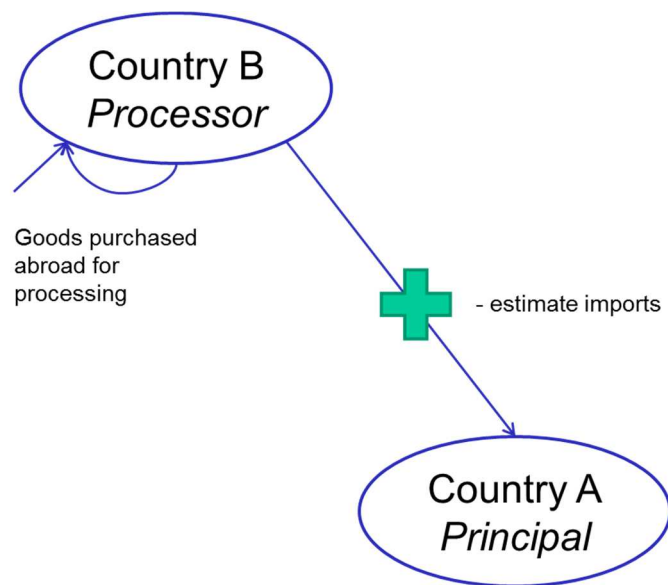 Country B
Processor
Goods purchased
abroad for
processing
- estimate imports
Country A
Principal